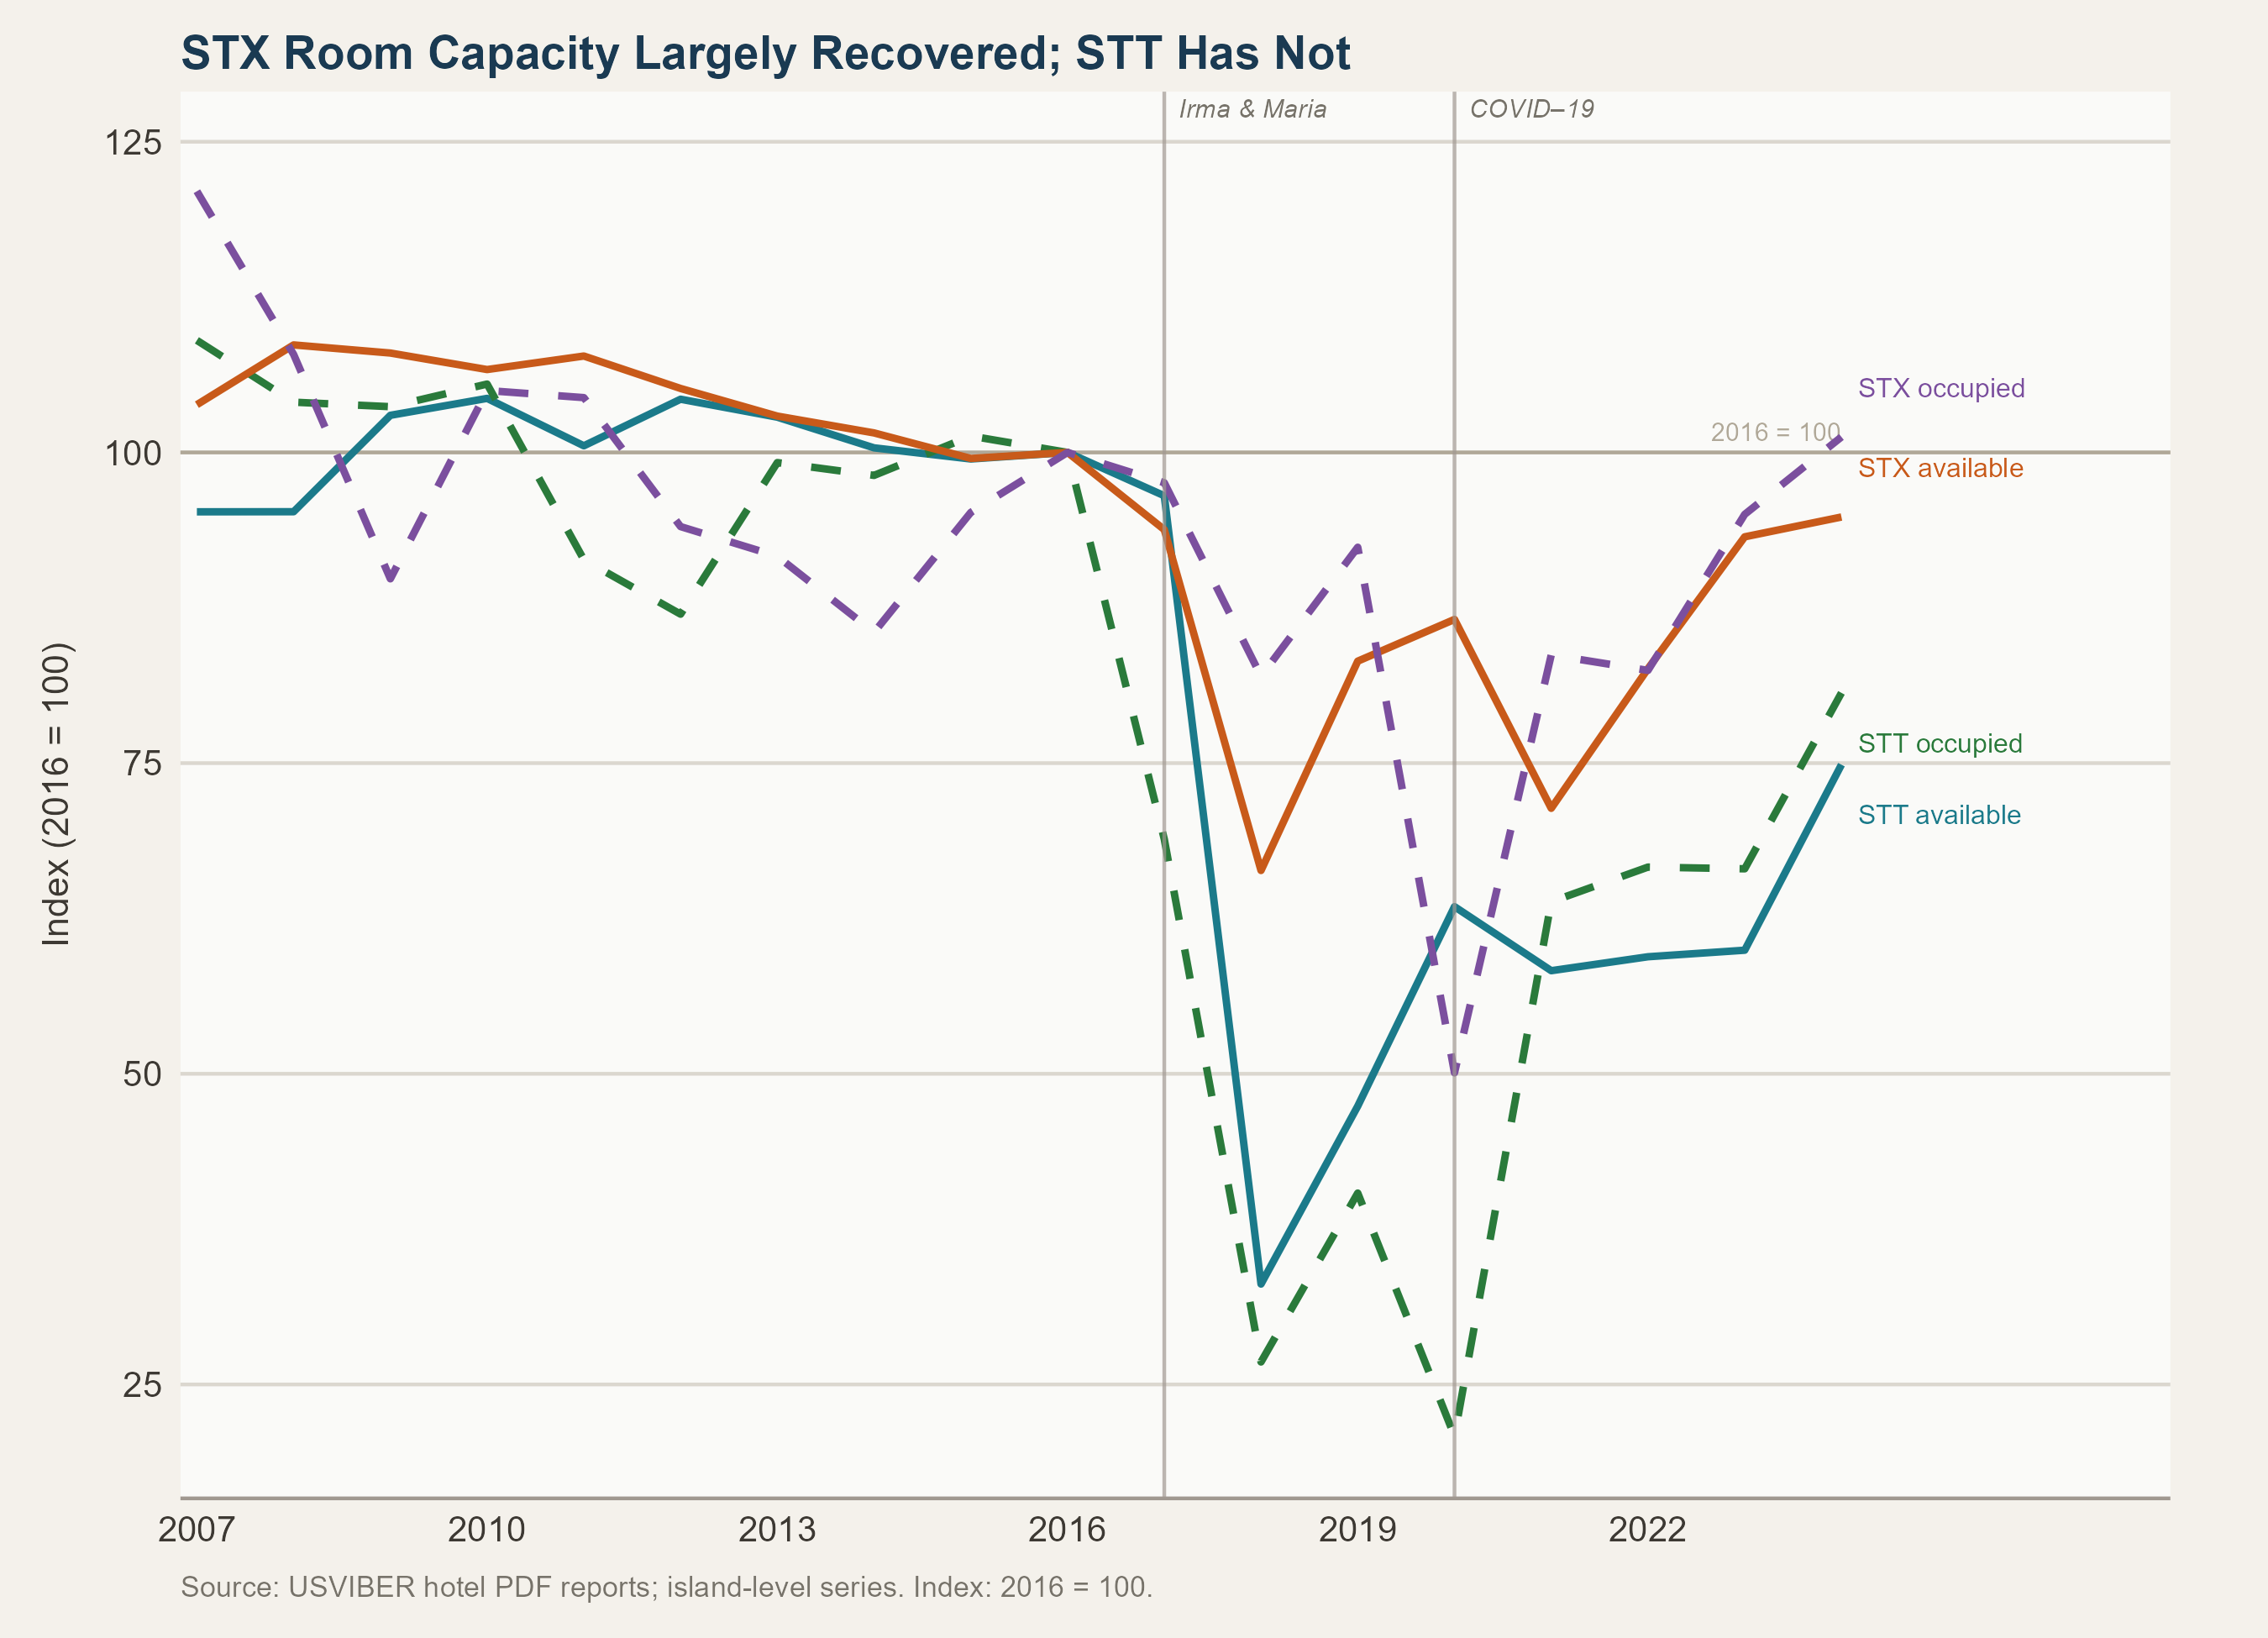 STX Room Capacity Largely Recovered; STT Has Not
Irma & Maria
COVID–19
125
100
75
50
25
Index (2016 = 100)
STX occupied
2016 = 100
STX available
STT occupied
STT available
2007
2010
2013
2016
2019
2022
Source: USVIBER hotel PDF reports; island-level series. Index: 2016 = 100.